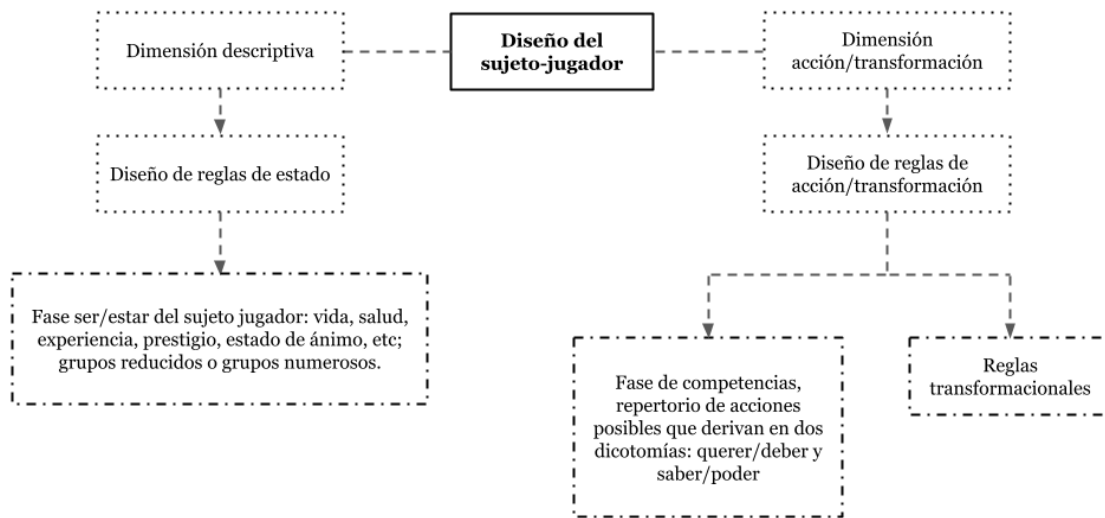 Diseño del
sujeto-jugador
Dimensión descriptiva
Diseño de reglas de estado
Fase ser/estar del sujeto jugador: vida, salud,
experiencia, prestigio, estado de ánimo, etc;
grupos reducidos o grupos numerosos.
Dimensión
acción/transformación
Diseño de reglas de
acción/transformación
Fase de competencias,
repertorio de acciones
posibles que derivan en dos
dicotomías: querer/deber y
saber/poder
Reglas
transformacionales